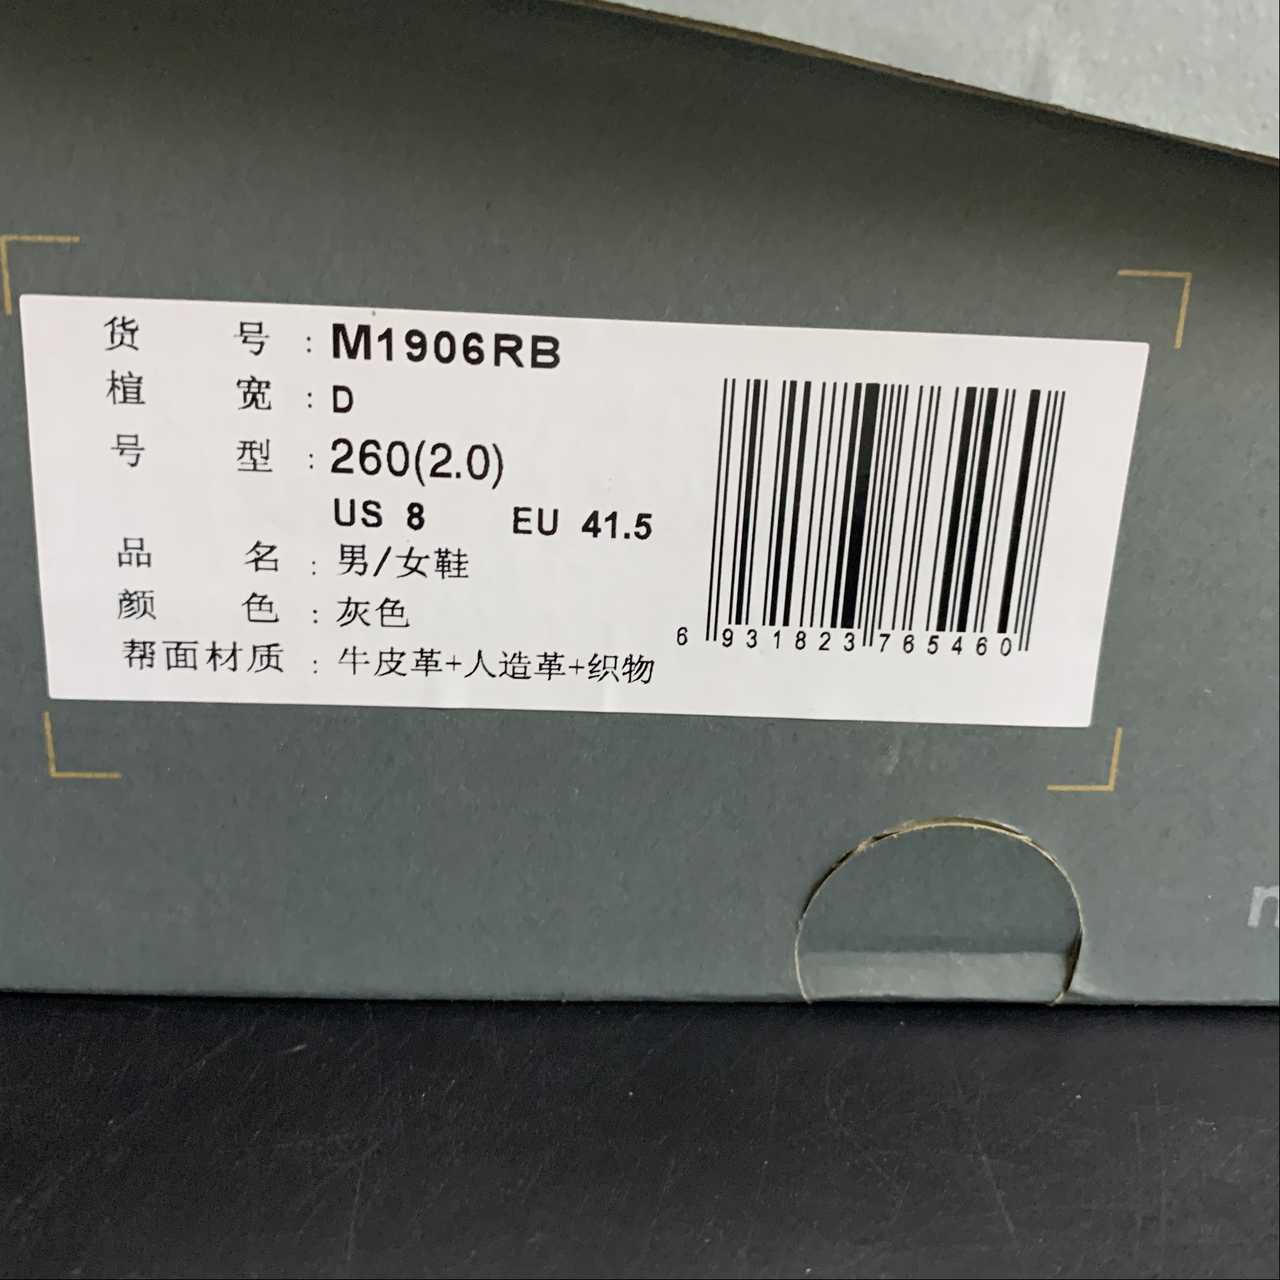 货 号 : M1906RB
楦 宽 : D
号 型 : 260(2.0)
US 8 EU 41.5
品 名 : 男/女鞋
颜 色 : 灰色
帮面材质 : 牛皮革+人造革+织物
6 931823 765460